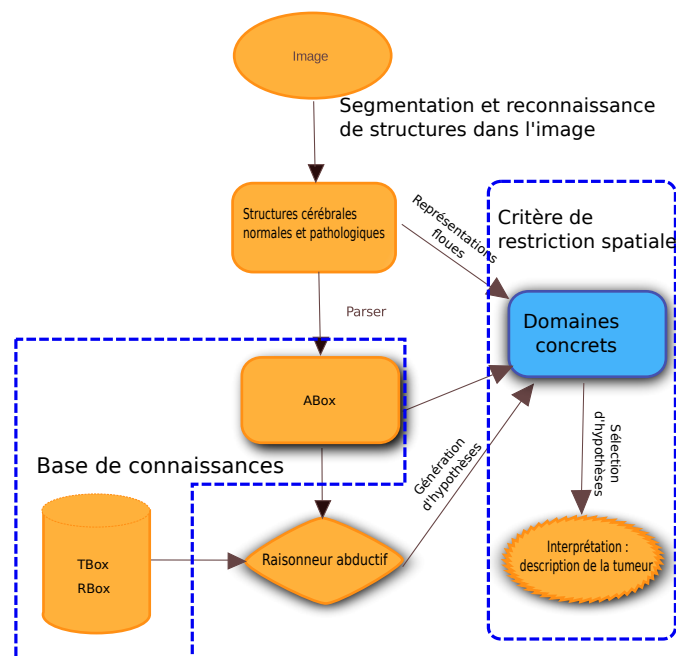 Image
Segmentation et reconnaissance
de structures dans l'image
Structures cérébrales
normales et pathologiques
Représentations
floues
Critère de
restriction spatiale
Parser
Domaines
concrets
ABox
Base de connaissances
Génération
d'hypothèses
Sélection
d'hypothèses
TBox
RBox
Raisonneur abductif
Interprétation :
description de la tumeur